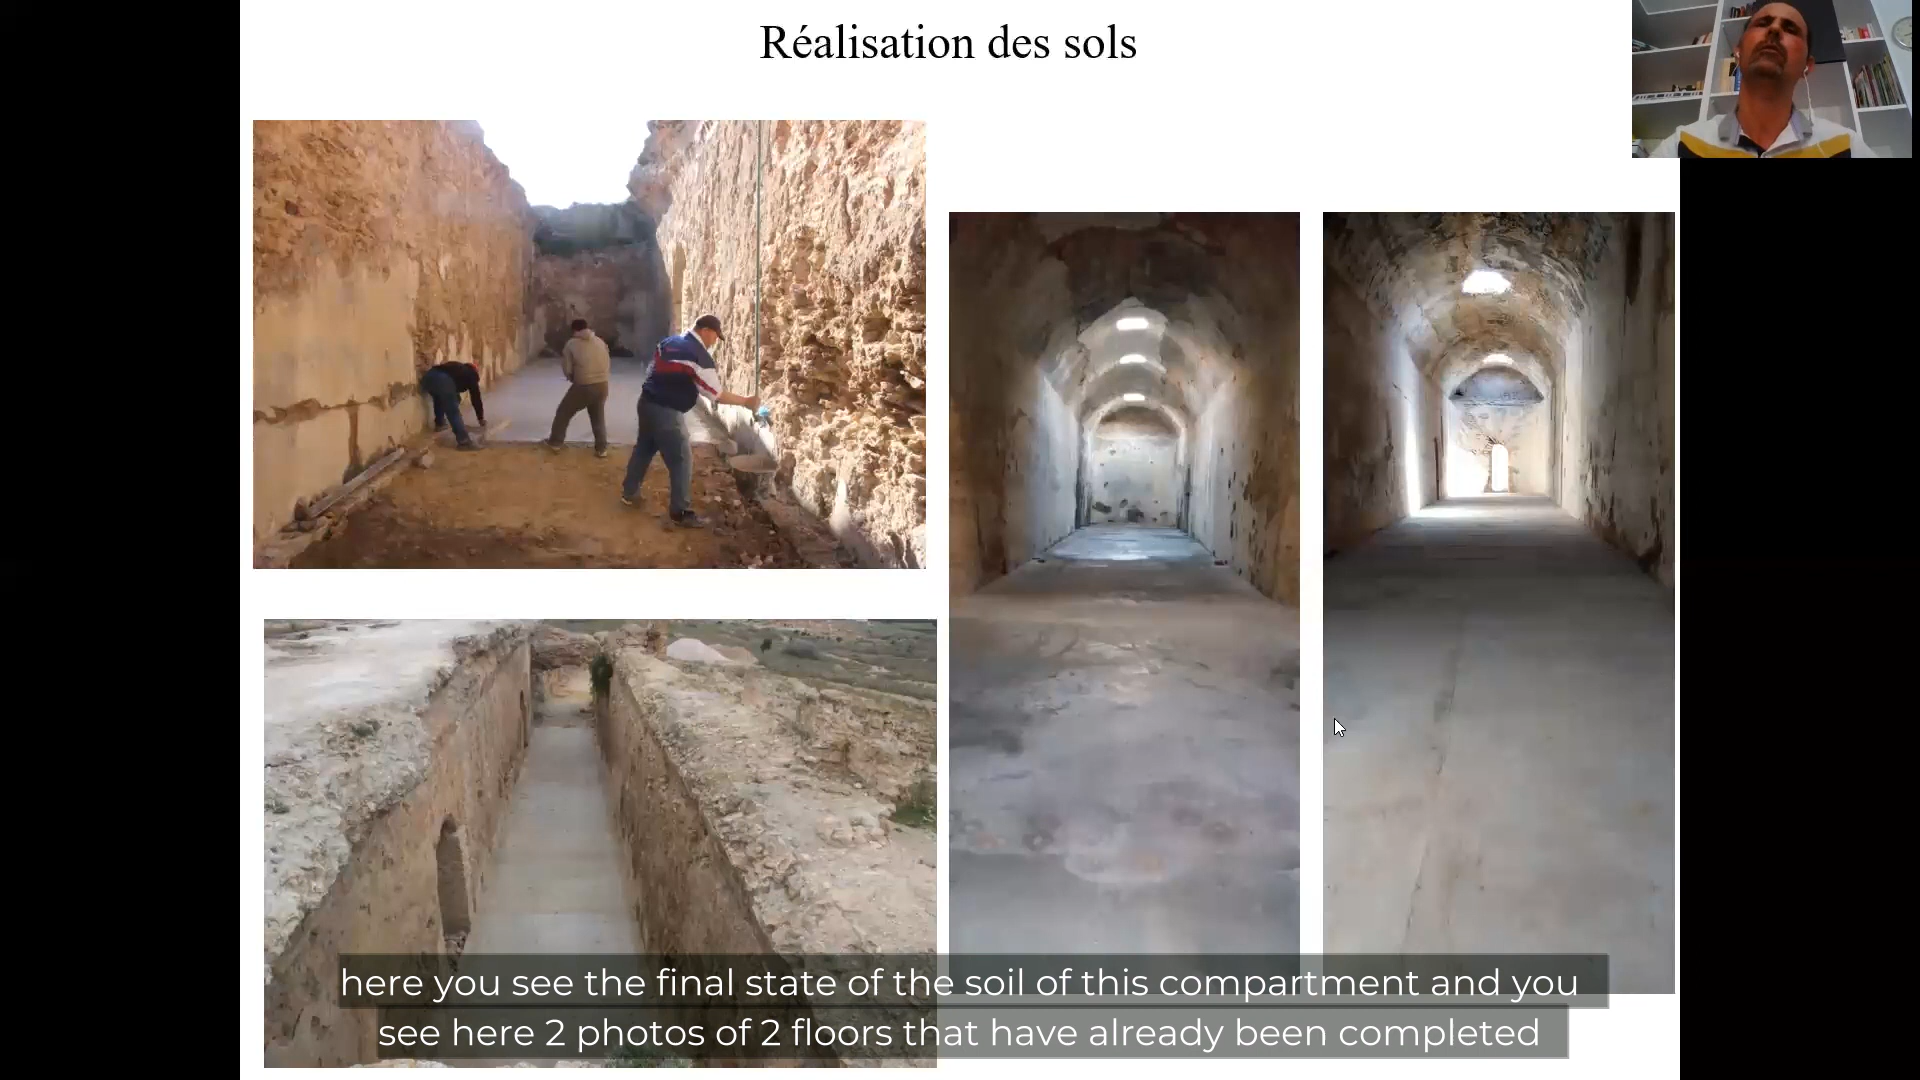 Réalisation des sols
here you see the final state of the soil of this compartment and you
see here 2 photos of 2 floors that have already been completed